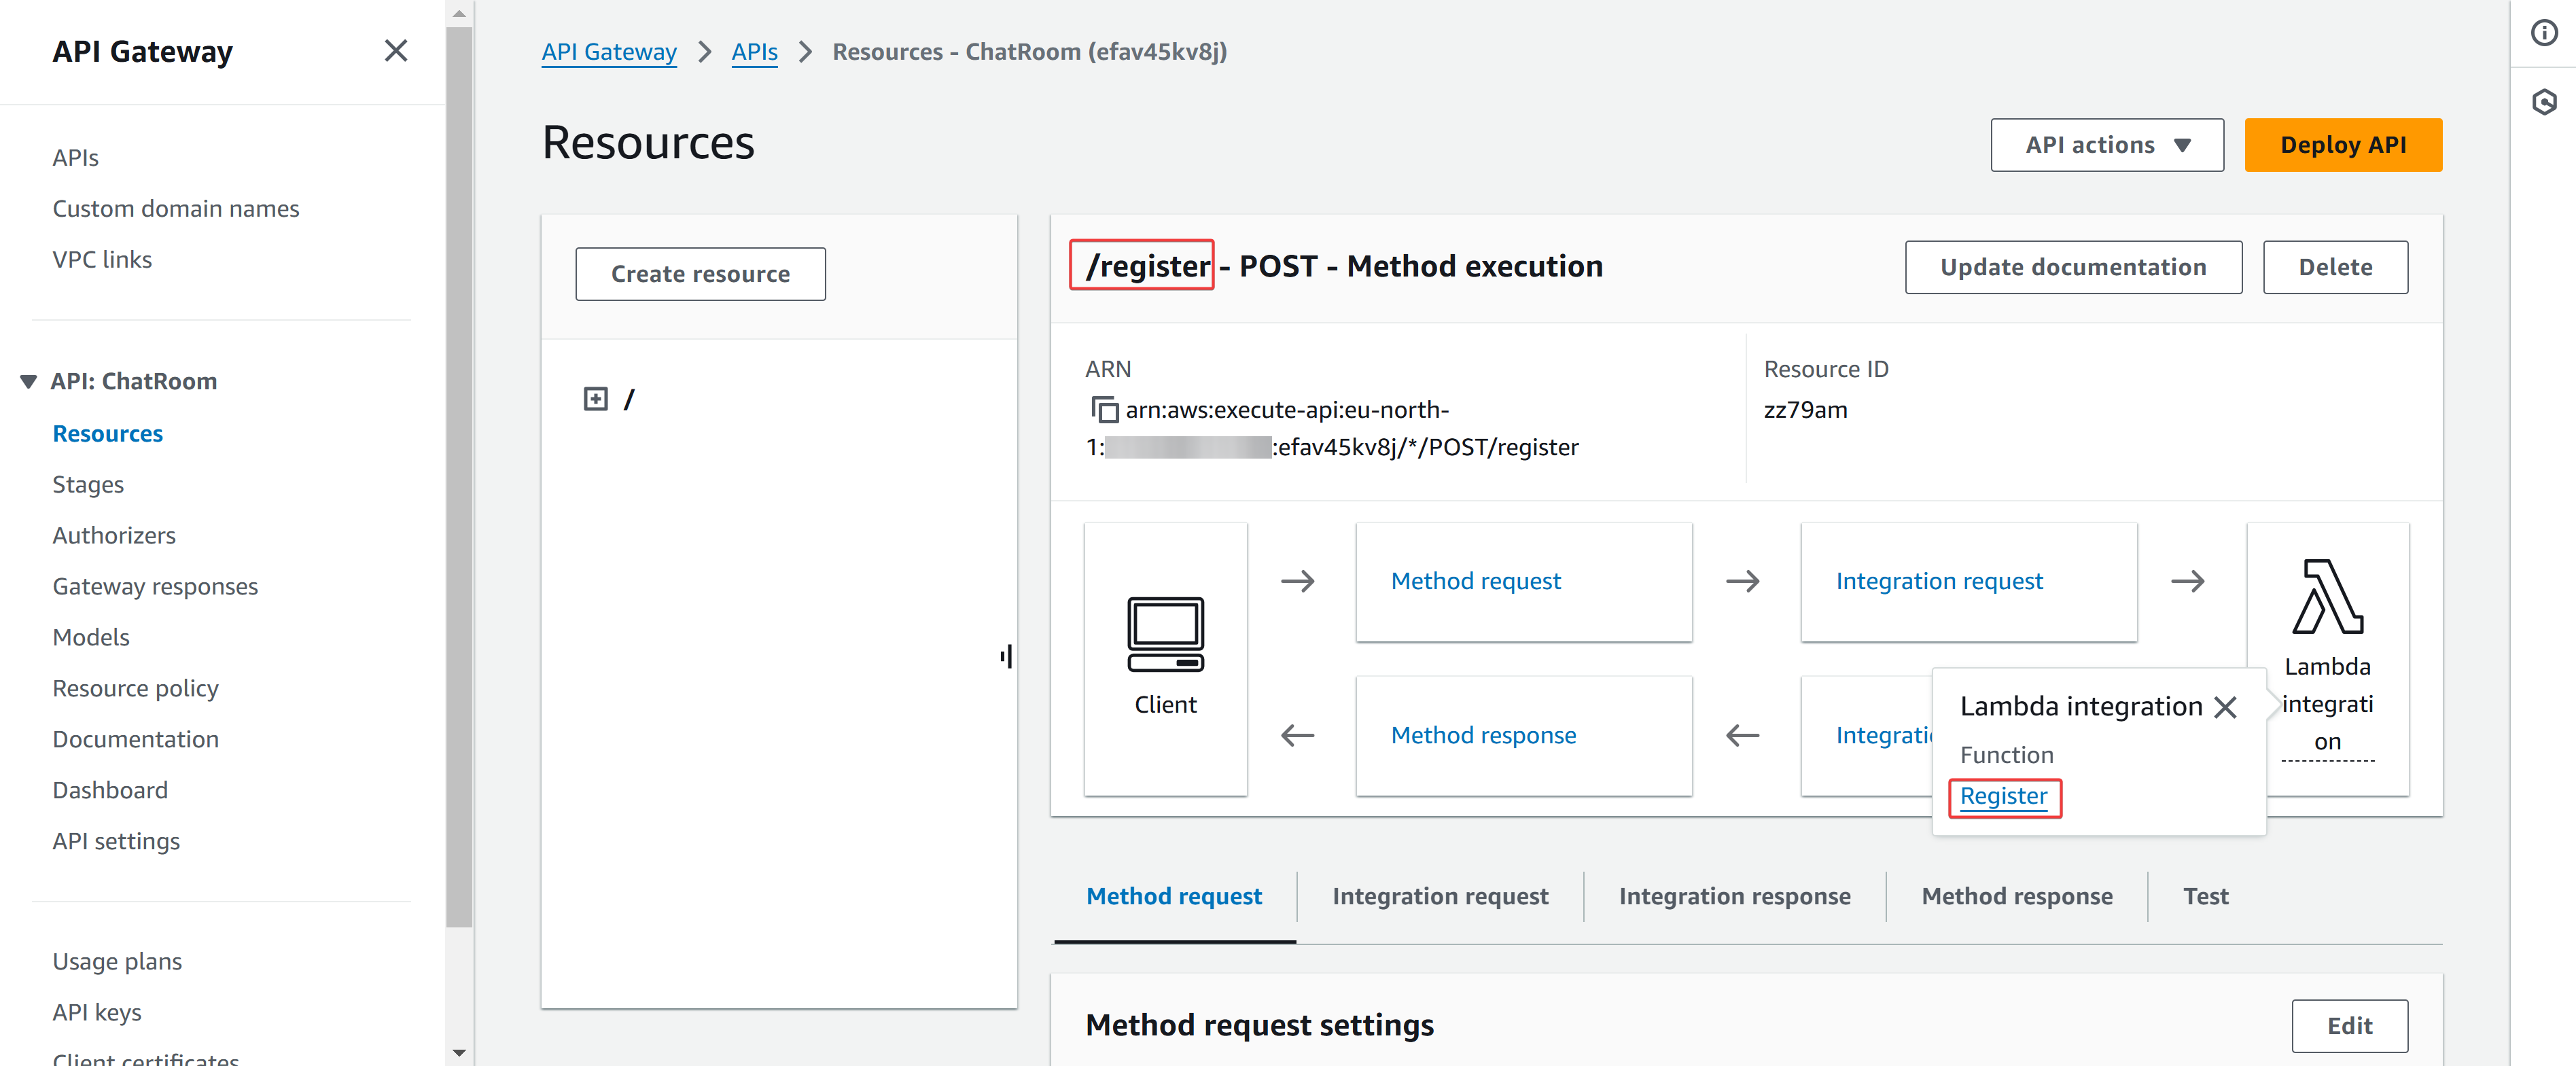 API Gateway
APIs
Custom domain names
VPC links
API: ChatRoom
Resources
Stages
Authorizers
Gateway responses
Models
Resource policy
Documentation
Dashboard
API settings
Usage plans
API keys
Client certificates
API Gateway > APIs > Resources - ChatRoom (efav45kv8j)
Resources
API actions
Deploy API
Create resource
/
/register - POST - Method execution
Update documentation
Delete
ARN
arn:aws:execute-api:eu-north-
1: :efav45kv8j/*/POST/register
Resource ID
zz79am
Client
Method request
Integration request
Lambda
integrati
on
Method response
Integrati
Lambda integration
Function
Register
Method request
Integration request
Integration response
Method response
Test
Method request settings
Edit